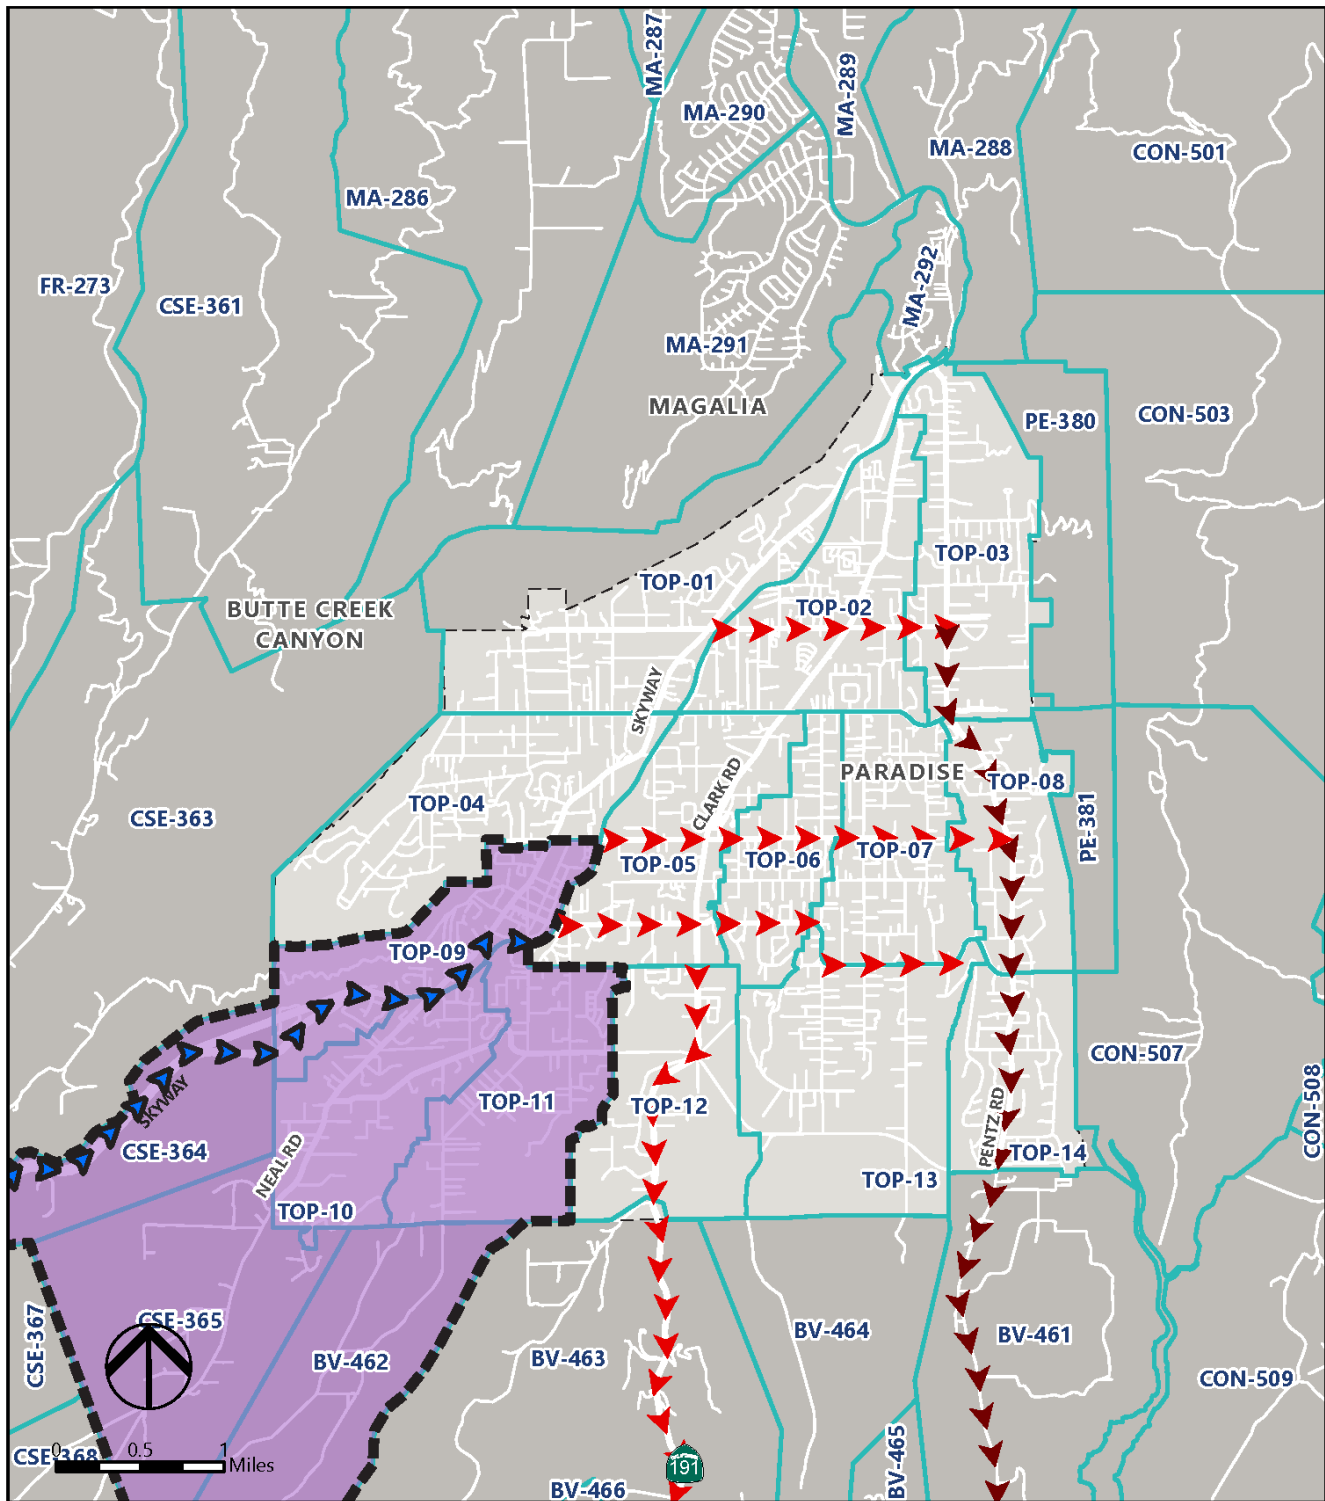 MA-287
MA-289
MA-290
MA-288
CON-501
MA-286
FR-273
CSE-361
MA-292
MA-291
MAGALIA
PE-380
CON-503
TOP-03
TOP-01
TOP-02
BUTTE CREEK
CANYON
SKYWAY
PARADISE
TOP-08
CLARK RD
TOP-04
CSE-363
PE-381
TOP-05
TOP-06
TOP-07
TOP-09
CON-507
SKYWAY
TOP-11
TOP-12
PENTZ RD
CON-508
CSE-364
NEAL RD
TOP-14
TOP-13
TOP-10
CSE-367
CSE-365
BV-462
BV-463
BV-464
BV-461
CON-509
CSE-368
0 0.5 1
Miles
191
BV-465
BV-466